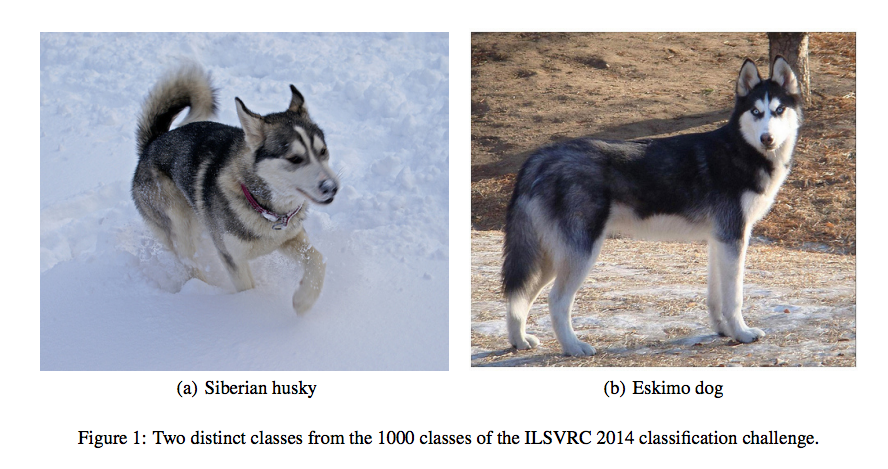 (a) Siberian husky
(b) Eskimo dog
Figure 1: Two distinct classes from the 1000 classes of the ILSVRC 2014 classification challenge.